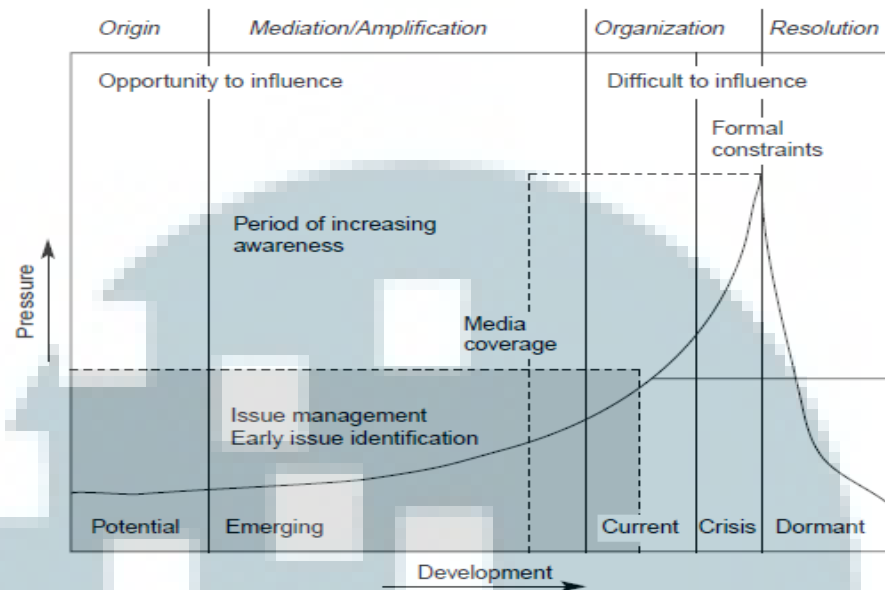 Origin
Mediation/Amplification
Organization
Resolution
Opportunity to influence
Difficult to influence
Formal
constraints
Period of increasing
awareness
Pressure
Media
coverage
Issue management
Early issue identification
Potential
Emerging
Current
Crisis
Dormant
Development